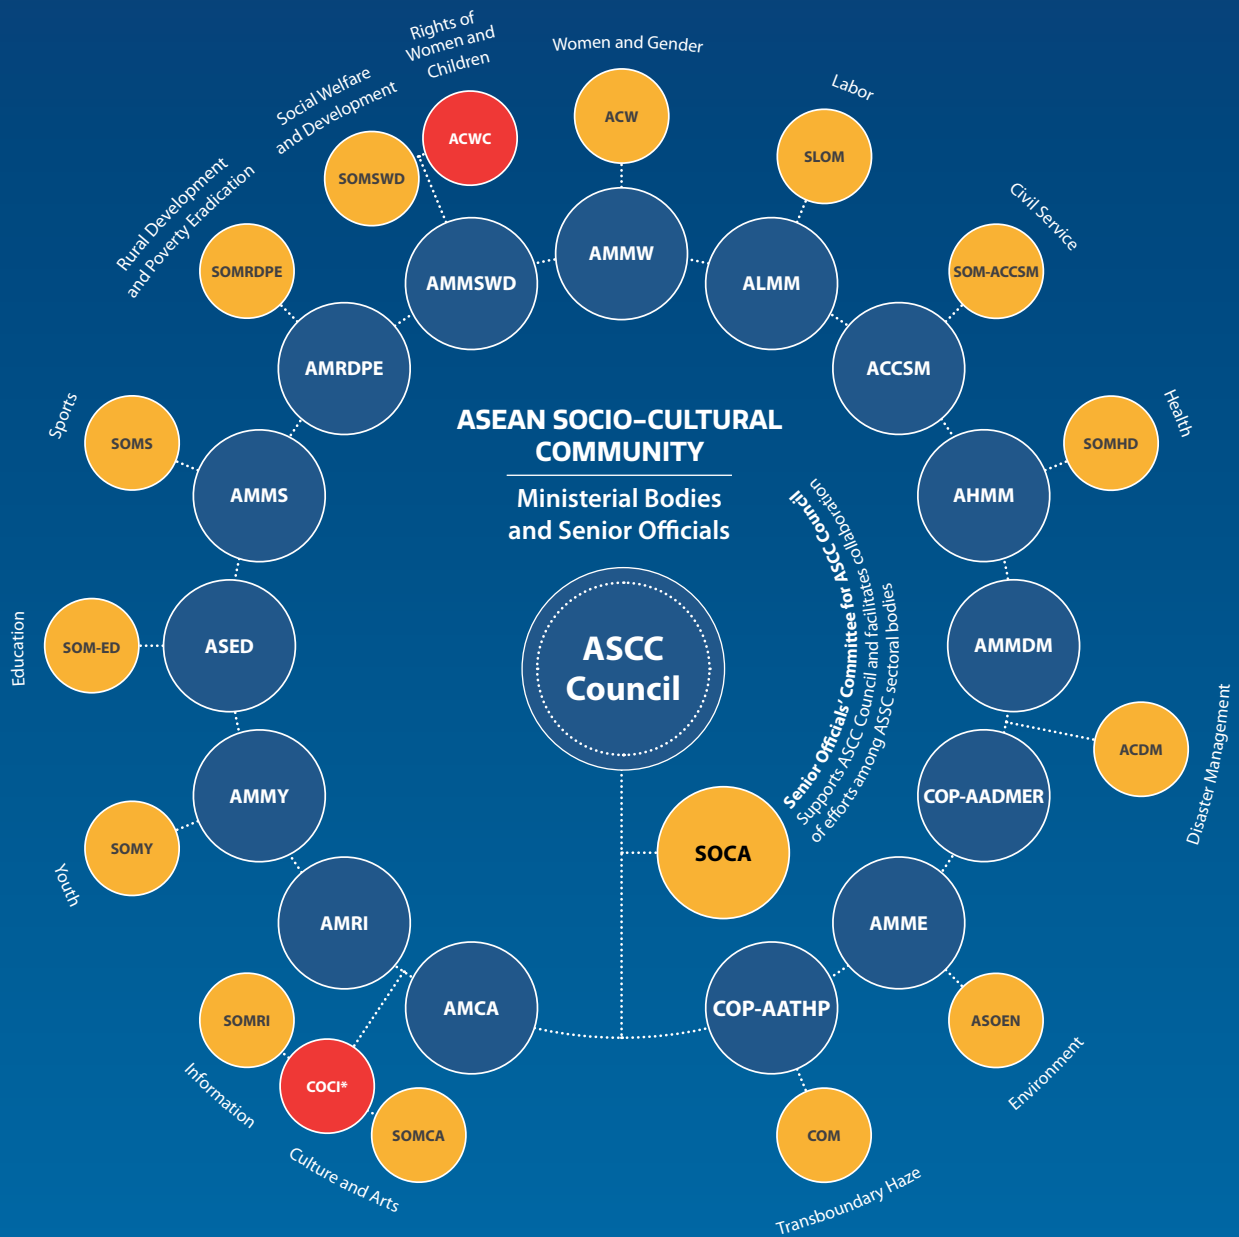 Rights of
Women and
Children
Women and Gender
Social Welfare
and Development
Labor
ACWC
ACW
SLOM
SOMSWD
Rural Development
and Poverty Eradication
Civil Service
SOMRDPE
AMMSWD
AMMW
ALMM
SOM-ACCSM
AMRDPE
ACCSM
Sports
SOMS
AMMS
ASEAN SOCIO-CULTURAL
COMMUNITY
Ministerial Bodies
and Senior Officials
AHMM
SOMHD
Health
Education
SOM-ED
ASED
ASCC
Council
Senior Officials' Committee for ASCC Council
Supports ASCC Council and facilitates collaboration
of efforts among ASSC sectoral bodies
AMMDM
ACDM
Disaster Management
AMMY
SOMY
Youth
SOCA
COP-AADMER
AMRI
AMME
AMCA
COP-AATHP
SOMRI
Information
COCI*
SOMCA
Culture and Arts
ASOEN
Environment
COM
Transboundary Haze